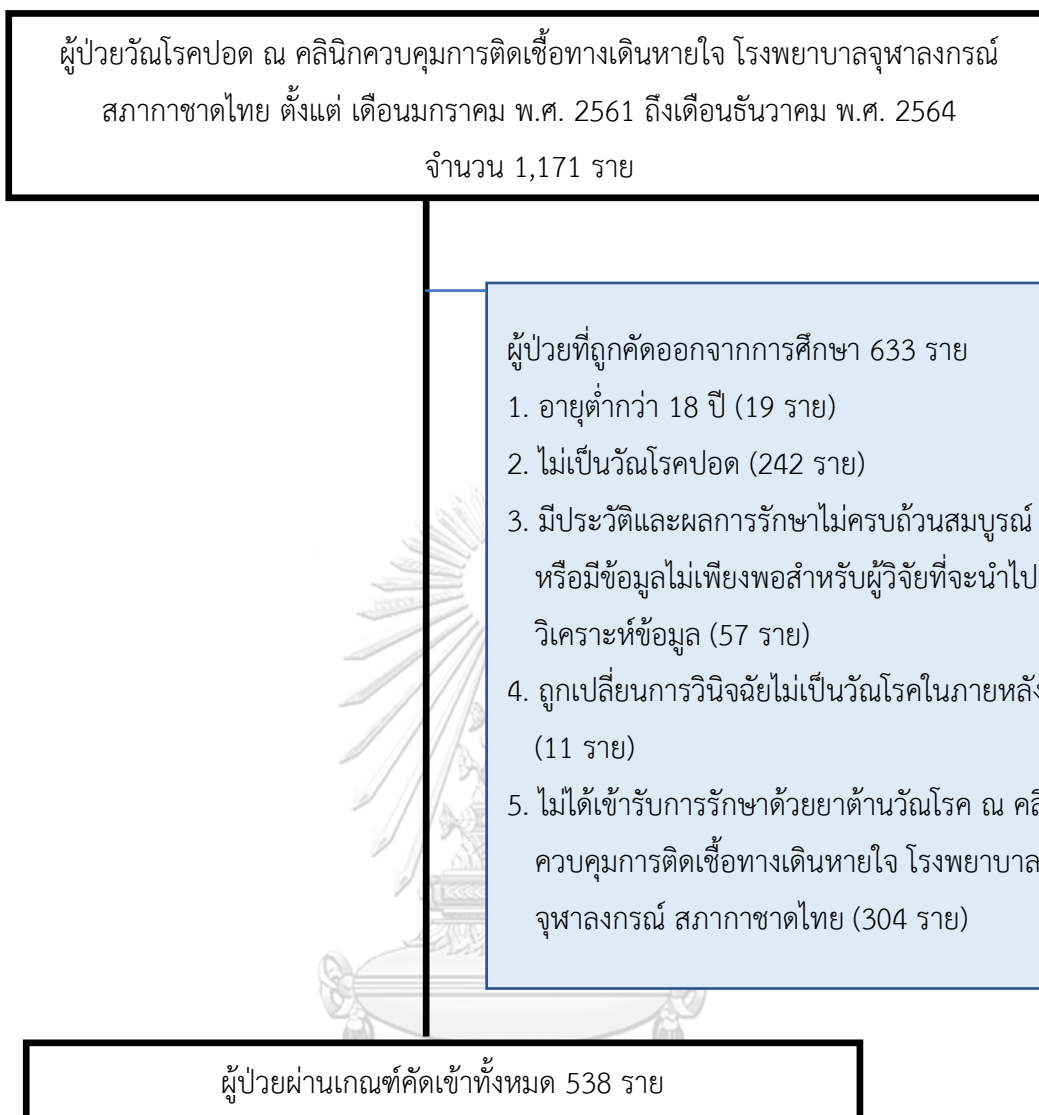 ผู้ป่วยวัณโรคปอด ณ คลินิกควบคุมการติดเชื้อทางเดินหายใจ โรงพยาบาลจุฬาลงกรณ์
สภากาชาดไทย ตั้งแต่ เดือนมกราคม พ.ศ. 2561 ถึงเดือนธันวาคม พ.ศ. 2564
จำนวน 1,171 ราย
ผู้ป่วยที่ถูกคัดออกจากการศึกษา 633 ราย
1. อายุต่ำกว่า 18 ปี (19 ราย)
2. ไม่เป็นวัณโรคปอด (242 ราย)
3. มีประวัติและผลการรักษาไม่ครบถ้วนสมบูรณ์
หรือมีข้อมูลไม่เพียงพอสำหรับผู้วิจัยที่จะนำไป
วิเคราะห์ข้อมูล (57 ราย)
4. ถูกเปลี่ยนการวินิจฉัยไม่เป็นวัณโรคในภายหลัง
(11 ราย)
5. ไม่ได้เข้ารับการรักษาด้วยยาต้านวัณโรค ณ
ควบคุมการติดเชื้อทางเดินหายใจ โรงพยาบาล
จุฬาลงกรณ์ สภากาชาดไทย (304 ราย)
ผู้ป่วยผ่านเกณฑ์คัดเข้าทั้งหมด 538 ราย